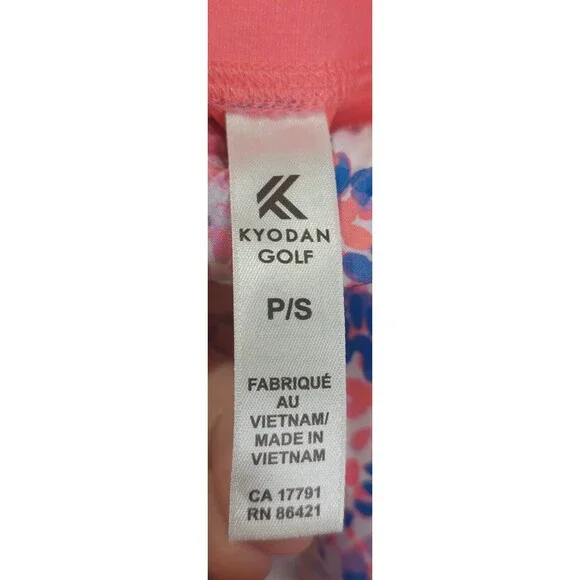 KYODAN
GOLF
P/S
FABRIQUÉ
AU
VIETNAM/
MADE IN
VIETNAM
CA 17791
RN 86421